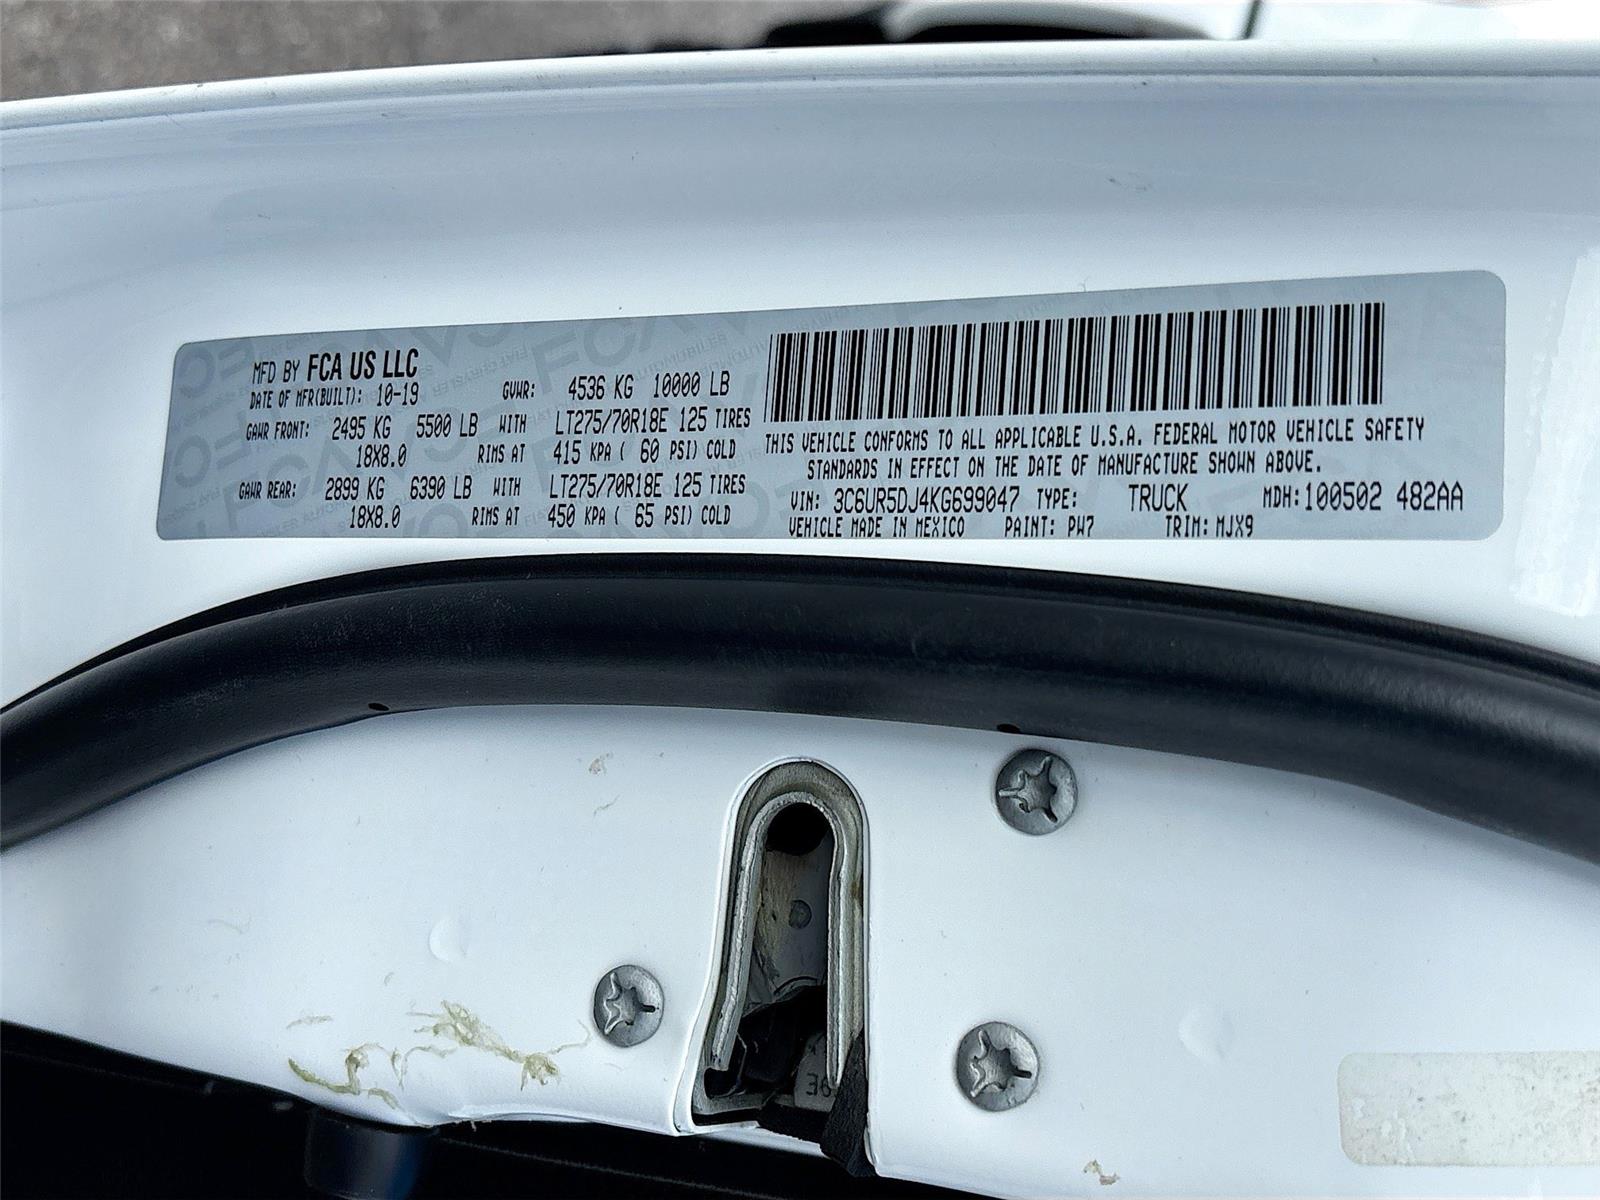 MFD BY FCA US LLC
DATE OF MFR(BUILT): 10-19 GVWR: 4536 KG 10000 LB
GAWR FRONT: 2495 KG 5500 LB WITH LT275/70R18E 125 TIRES
18X8.0 RIMS AT 415 KPA ( 60 PSI) COLD
GAWR REAR: 2899 KG 6390 LB WITH LT275/70R18E 125 TIRES
18X8.0 RIMS AT 450 KPA ( 65 PSI) COLD
THIS VEHICLE CONFORMS TO ALL APPLICABLE U.S.A. FEDERAL MOTOR VEHICLE SAFETY
STANDARDS IN EFFECT ON THE DATE OF MANUFACTURE SHOWN ABOVE.
VIN: 3C6UR5DJ4KG699047 TYPE: TRUCK MDH:100502 482AA
VEHICLE MADE IN MEXICO PAINT: PW7 TRIM: MJX9